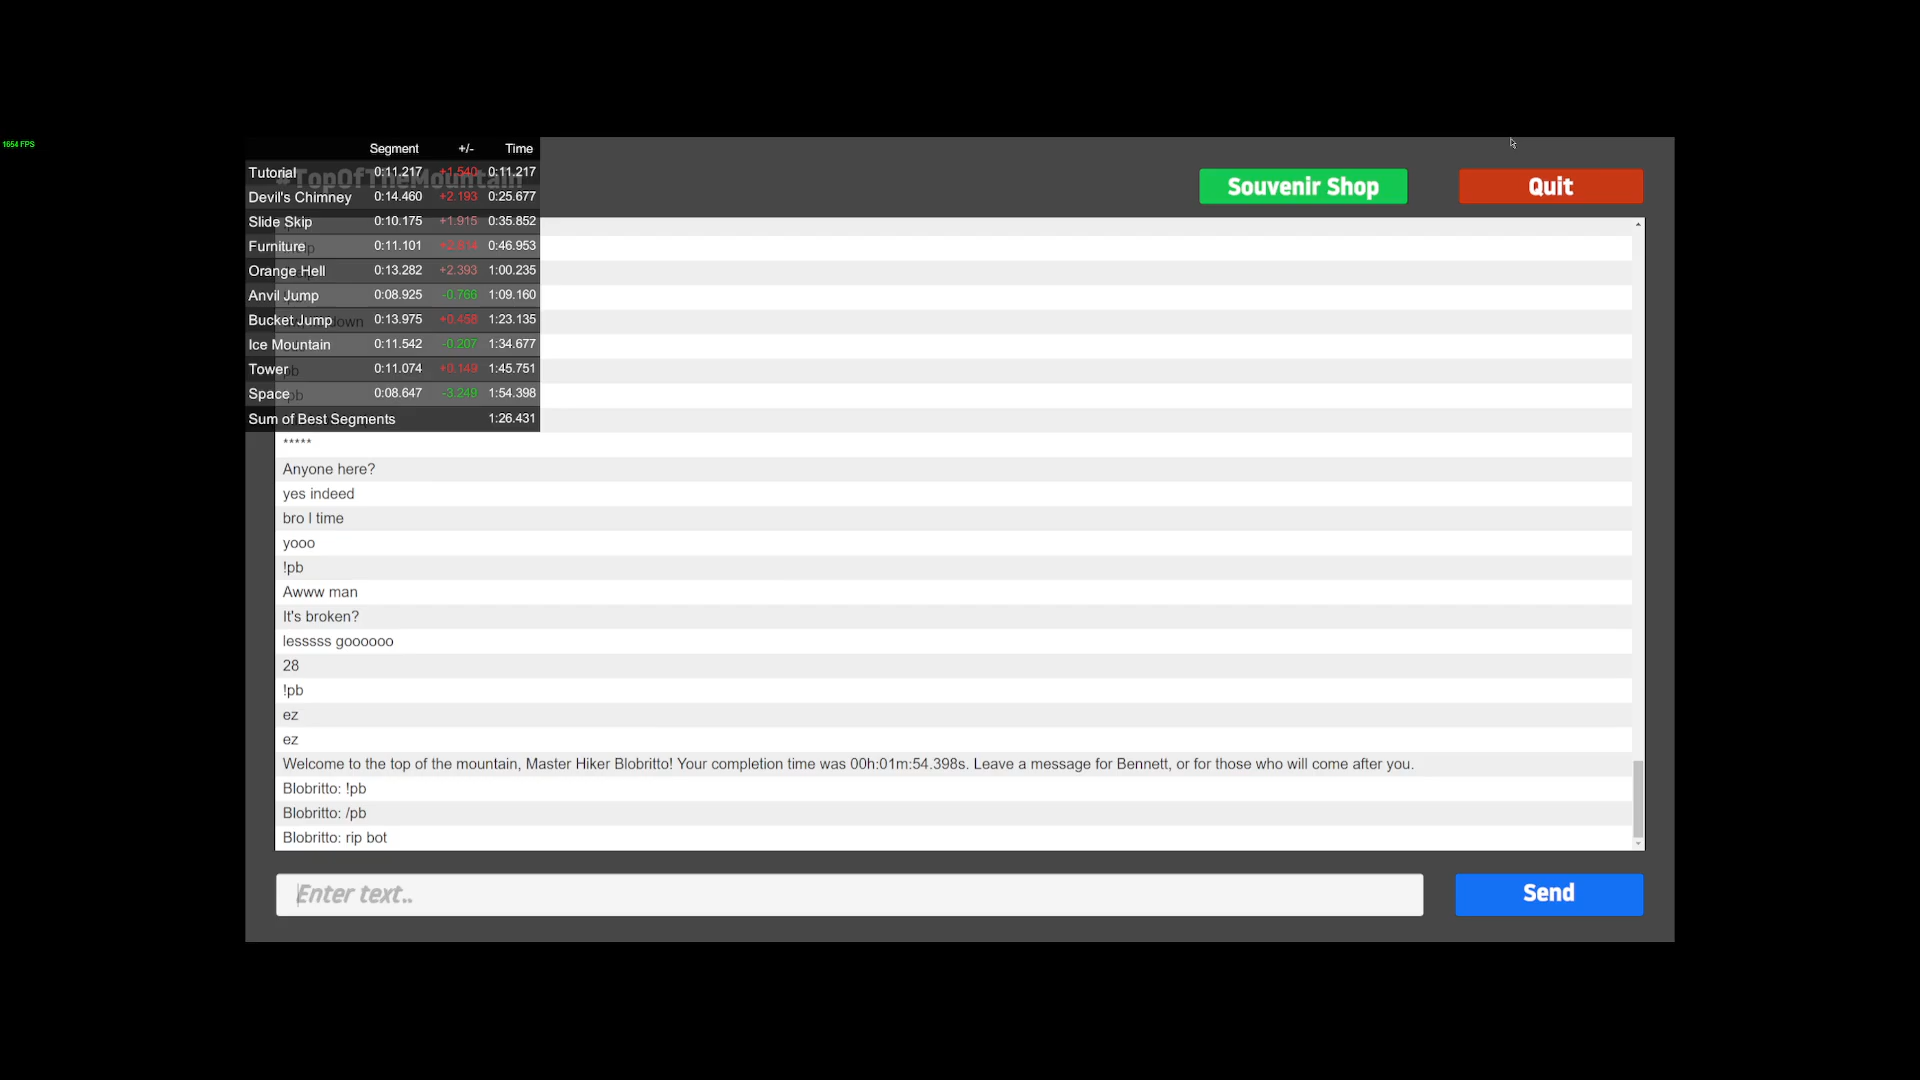 1654 FPS
Segment +/- Time
#TopOfTheMountain
Tutorial 0:11.217 +1.540 0:11.217
Devil's Chimney 0:14.460 +2.193 0:25.677
Slide Skip 0:10.175 +1.915 0:35.852
Furniture 0:11.101 +2.814 0:46.953
Orange Hell 0:13.282 +2.393 1:00.235
Anvil Jump 0:08.925 -0.766 1:09.160
Bucket Jump 0:13.975 +0.458 1:23.135
Ice Mountain 0:11.542 -0.207 1:34.677
Tower 0:11.074 +0.149 1:45.751
Space 0:08.647 -3.249 1:54.398
Sum of Best Segments 1:26.431
Souvenir Shop
Quit
*****
Anyone here?
yes indeed
bro I time
yooo
!pb
Awww man
It's broken?
lesssss goooooo
28
!pb
ez
ez
Welcome to the top of the mountain, Master Hiker Blobritto! Your completion time was 00h:01m:54.398s. Leave a message for Bennett, or for those who will come after you.
Blobritto: !pb
Blobritto: /pb
Blobritto: rip bot
Enter text..
Send